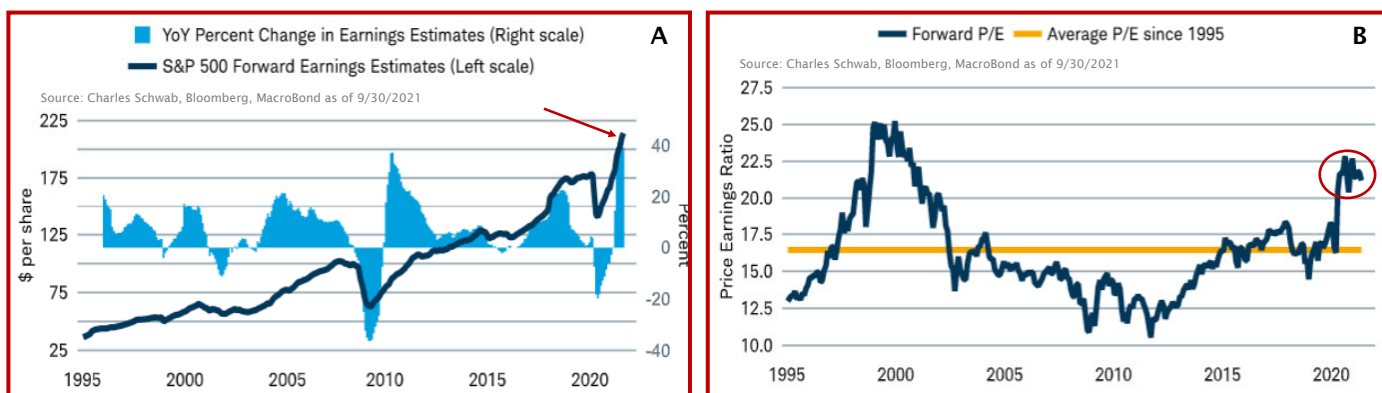 YoY Percent Change in Earnings Estimates (Right scale)
A
S&P 500 Forward Earnings Estimates (Left scale)
Source: Charles Schwab, Bloomberg, MacroBond as of 9/30/2021
$ per share
225
175
125
75
25
40
20
0
-20
-40
Percent
1995 2000 2005 2010 2015 2020
Forward P/E Average P/E since 1995
B
Source: Charles Schwab, Bloomberg, MacroBond as of 9/30/2021
Price Earnings Ratio
27.5
25.0
22.5
20.0
17.5
16.5
15.0
12.5
10.0
1995 2000 2005 2010 2015 2020